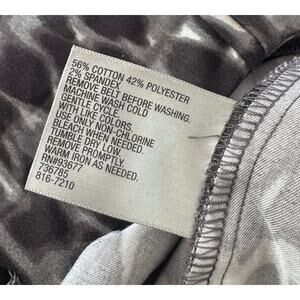 56% COTTON 42% POLYESTER
2% SPANDEX
REMOVE BELT BEFORE WASHING.
MACHINE WASH COLD
GENTLE CYCLE.
WITH LIKE COLORS.
USE ONLY NON-CHLORINE
BLEACH WHEN NEEDED.
TUMBLE DRY LOW.
REMOVE PROMPTLY.
WARM IRON AS NEEDED.
RN#93677
736785
816-7210